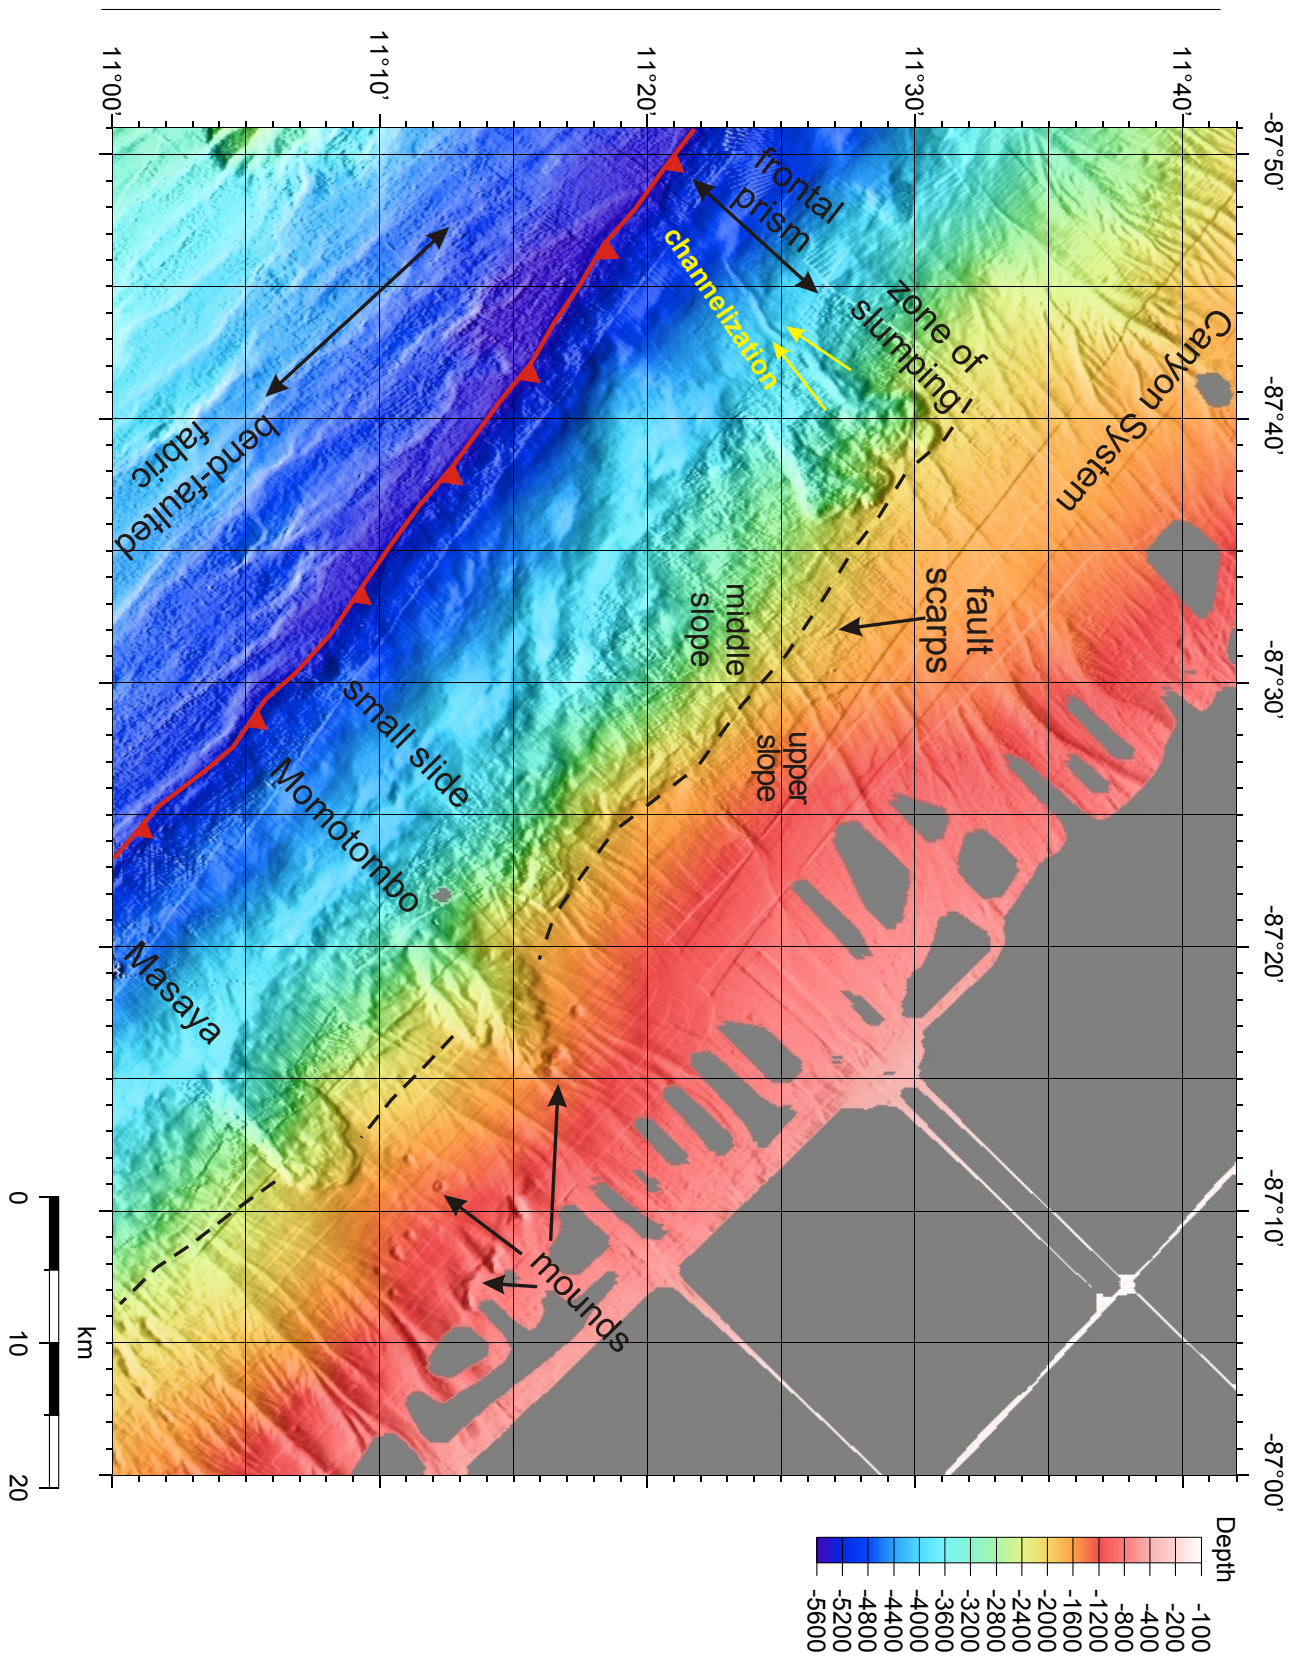 -87°50'
-87°40'
-87°30'
-87°20'
-87°10'
-87°00'
11°40'
11°30'
11°20'
11°10'
11°00'
Canyon System
zone of
slumping
frontal
prism
channelization
fault
scarps
middle
slope
upper
slope
bend-faulted
fabric
small slide
Momotombo
Masaya
mounds
0
10
20
km
Depth
-100
-200
-400
-800
-1200
-1600
-2000
-2400
-2800
-3200
-3600
-4000
-4400
-4800
-5200
-5600